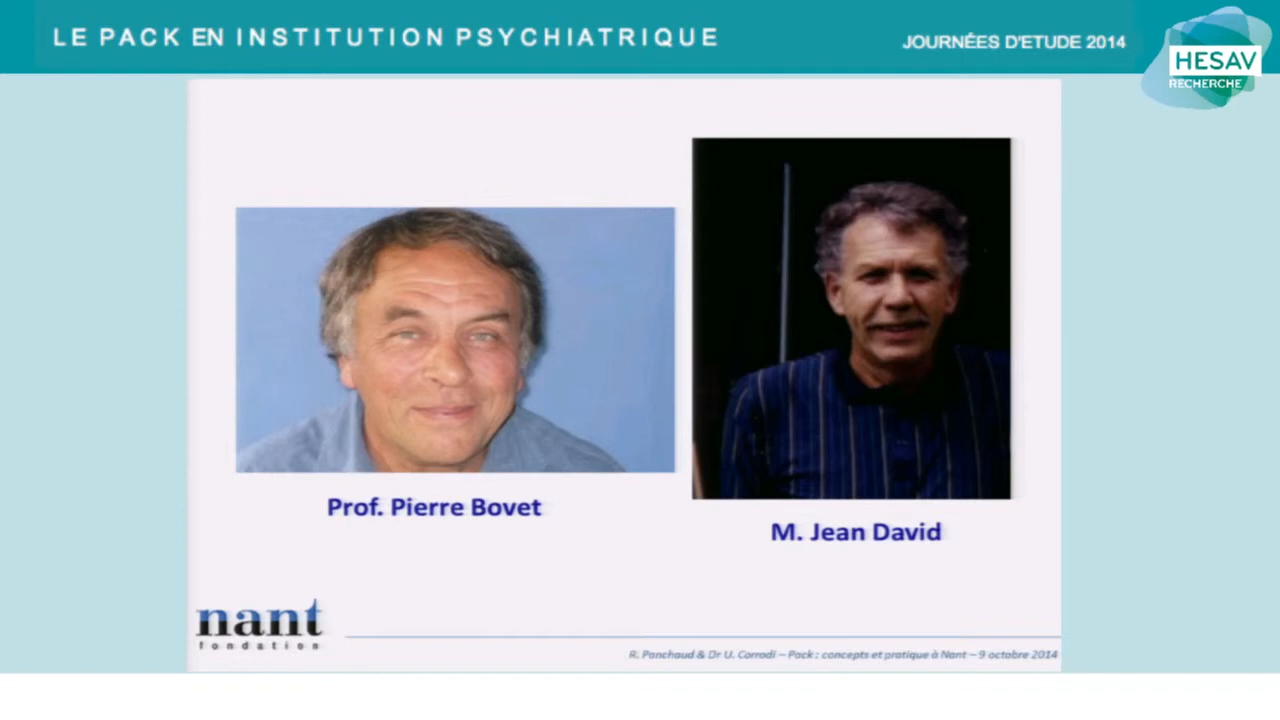 LE PACK EN INSTITUTION PSYCHIATRIQUE
JOURNÉES D'ETUDE 2014
HESAV
RECHERCHE
Prof. Pierre Bovet
M. Jean David
nant
fondation
R. Panchaud & Dr U. Corrodi – Pack : concepts et pratique à Nant – 9 octobre 2014